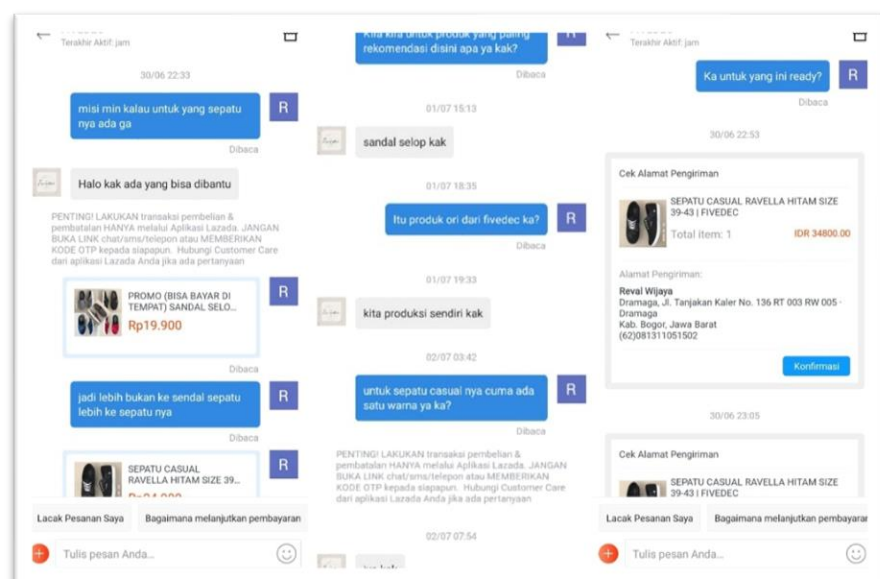 Terakhir Aktif: jam
30/06 22:33
misi min kalau untuk yang sepatu
nya ada ga
R
Dibaca
Halo kak ada yang bisa dibantu
PENTING! LAKUKAN transaksi pembelian &
pembatalan HANYA melalui Aplikasi Lazada. JANGAN
BUKA LINK chat/sms/telepon atau MEMBERIKAN
KODE OTP kepada siapapun. Hubungi Customer Care
dari aplikasi Lazada Anda jika ada pertanyaan
R
PROMO (BISA BAYAR DI
TEMPAT) SANDAL SELO...
Rp19.900
Dibaca
jadi lebih bukan ke sendal sepatu
lebih ke sepatu nya
R
Dibaca
SEPATU CASUAL
RAVELLA HITAM SIZE 39...
R
Lacak Pesanan Saya
Bagaimana melanjutkan pembayaran
Tulis pesan Anda...
Kira kira untuk produk yang paling
rekomendasi disini apa ya kak?
Dibaca
01/07 15:13
sandal selop kak
01/07 18:35
Itu produk ori dari fivedec ka?
R
Dibaca
01/07 19:33
kita produksi sendiri kak
02/07 03:42
untuk sepatu casual nya cuma ada
satu warna ya ka?
R
Dibaca
PENTING! LAKUKAN transaksi pembelian &
pembatalan HANYA melalui Aplikasi Lazada. JANGAN
BUKA LINK chat/sms/telepon atau MEMBERIKAN
KODE OTP kepada siapapun. Hubungi Customer Care
dari aplikasi Lazada Anda jika ada pertanyaan
02/07 07:54
Terakhir Aktif: jam
Ka untuk yang ini ready?
R
Dibaca
30/06 22:53
Cek Alamat Pengiriman
SEPATU CASUAL RAVELLA HITAM SIZE
39-43 | FIVEDEC
Total item: 1
IDR 34800.00
Alamat Pengiriman:
Reval Wijaya
Dramaga, Jl. Tanjakan Kaler No. 136 RT 003 RW 005 -
Dramaga
Kab. Bogor, Jawa Barat
(62)081311051502
Konfirmasi
30/06 23:05
Cek Alamat Pengiriman
SEPATU CASUAL RAVELLA HITAM SIZE
39-43 | FIVEDEC
Lacak Pesanan Saya
Bagaimana melanjutkan pembayaran
Tulis pesan Anda...